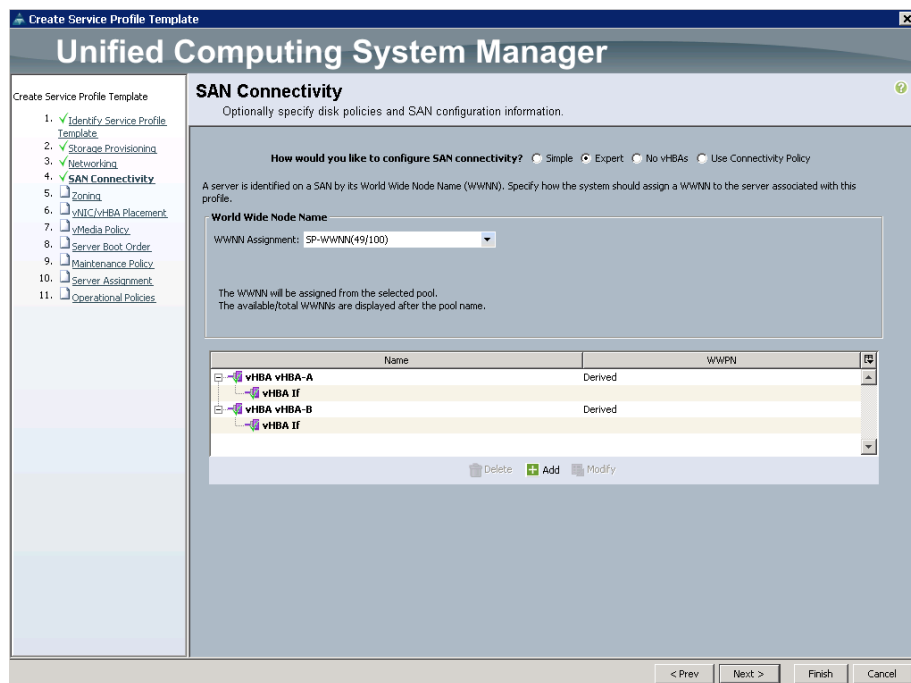 Create Service Profile Template
Unified Computing System Manager
Create Service Profile Template
1. Identify Service Profile
Template
2. Storage Provisioning
3. Networking
4. SAN Connectivity
5. Zoning
6. vNIC/vHBA Placement
7. vMedia Policy
8. Server Boot Order
9. Maintenance Policy
10. Server Assignment
11. Operational Policies
SAN Connectivity
Optionally specify disk policies and SAN configuration information.
How would you like to configure SAN connectivity? Simple Expert No vHBAs Use Connectivity Policy
A server is identified on a SAN by its World Wide Node Name (WWNN). Specify how the system should assign a WWNN to the server associated with this
profile.
World Wide Node Name
WWNN Assignment: SP-WWNN(49/100)
The WWNN will be assigned from the selected pool.
The available/total WWNNs are displayed after the pool name.
Name WWPN
vHBA vHBA-A Derived
vHBA If
vHBA vHBA-B Derived
vHBA If
Delete Add Modify
< Prev Next > Finish Cancel